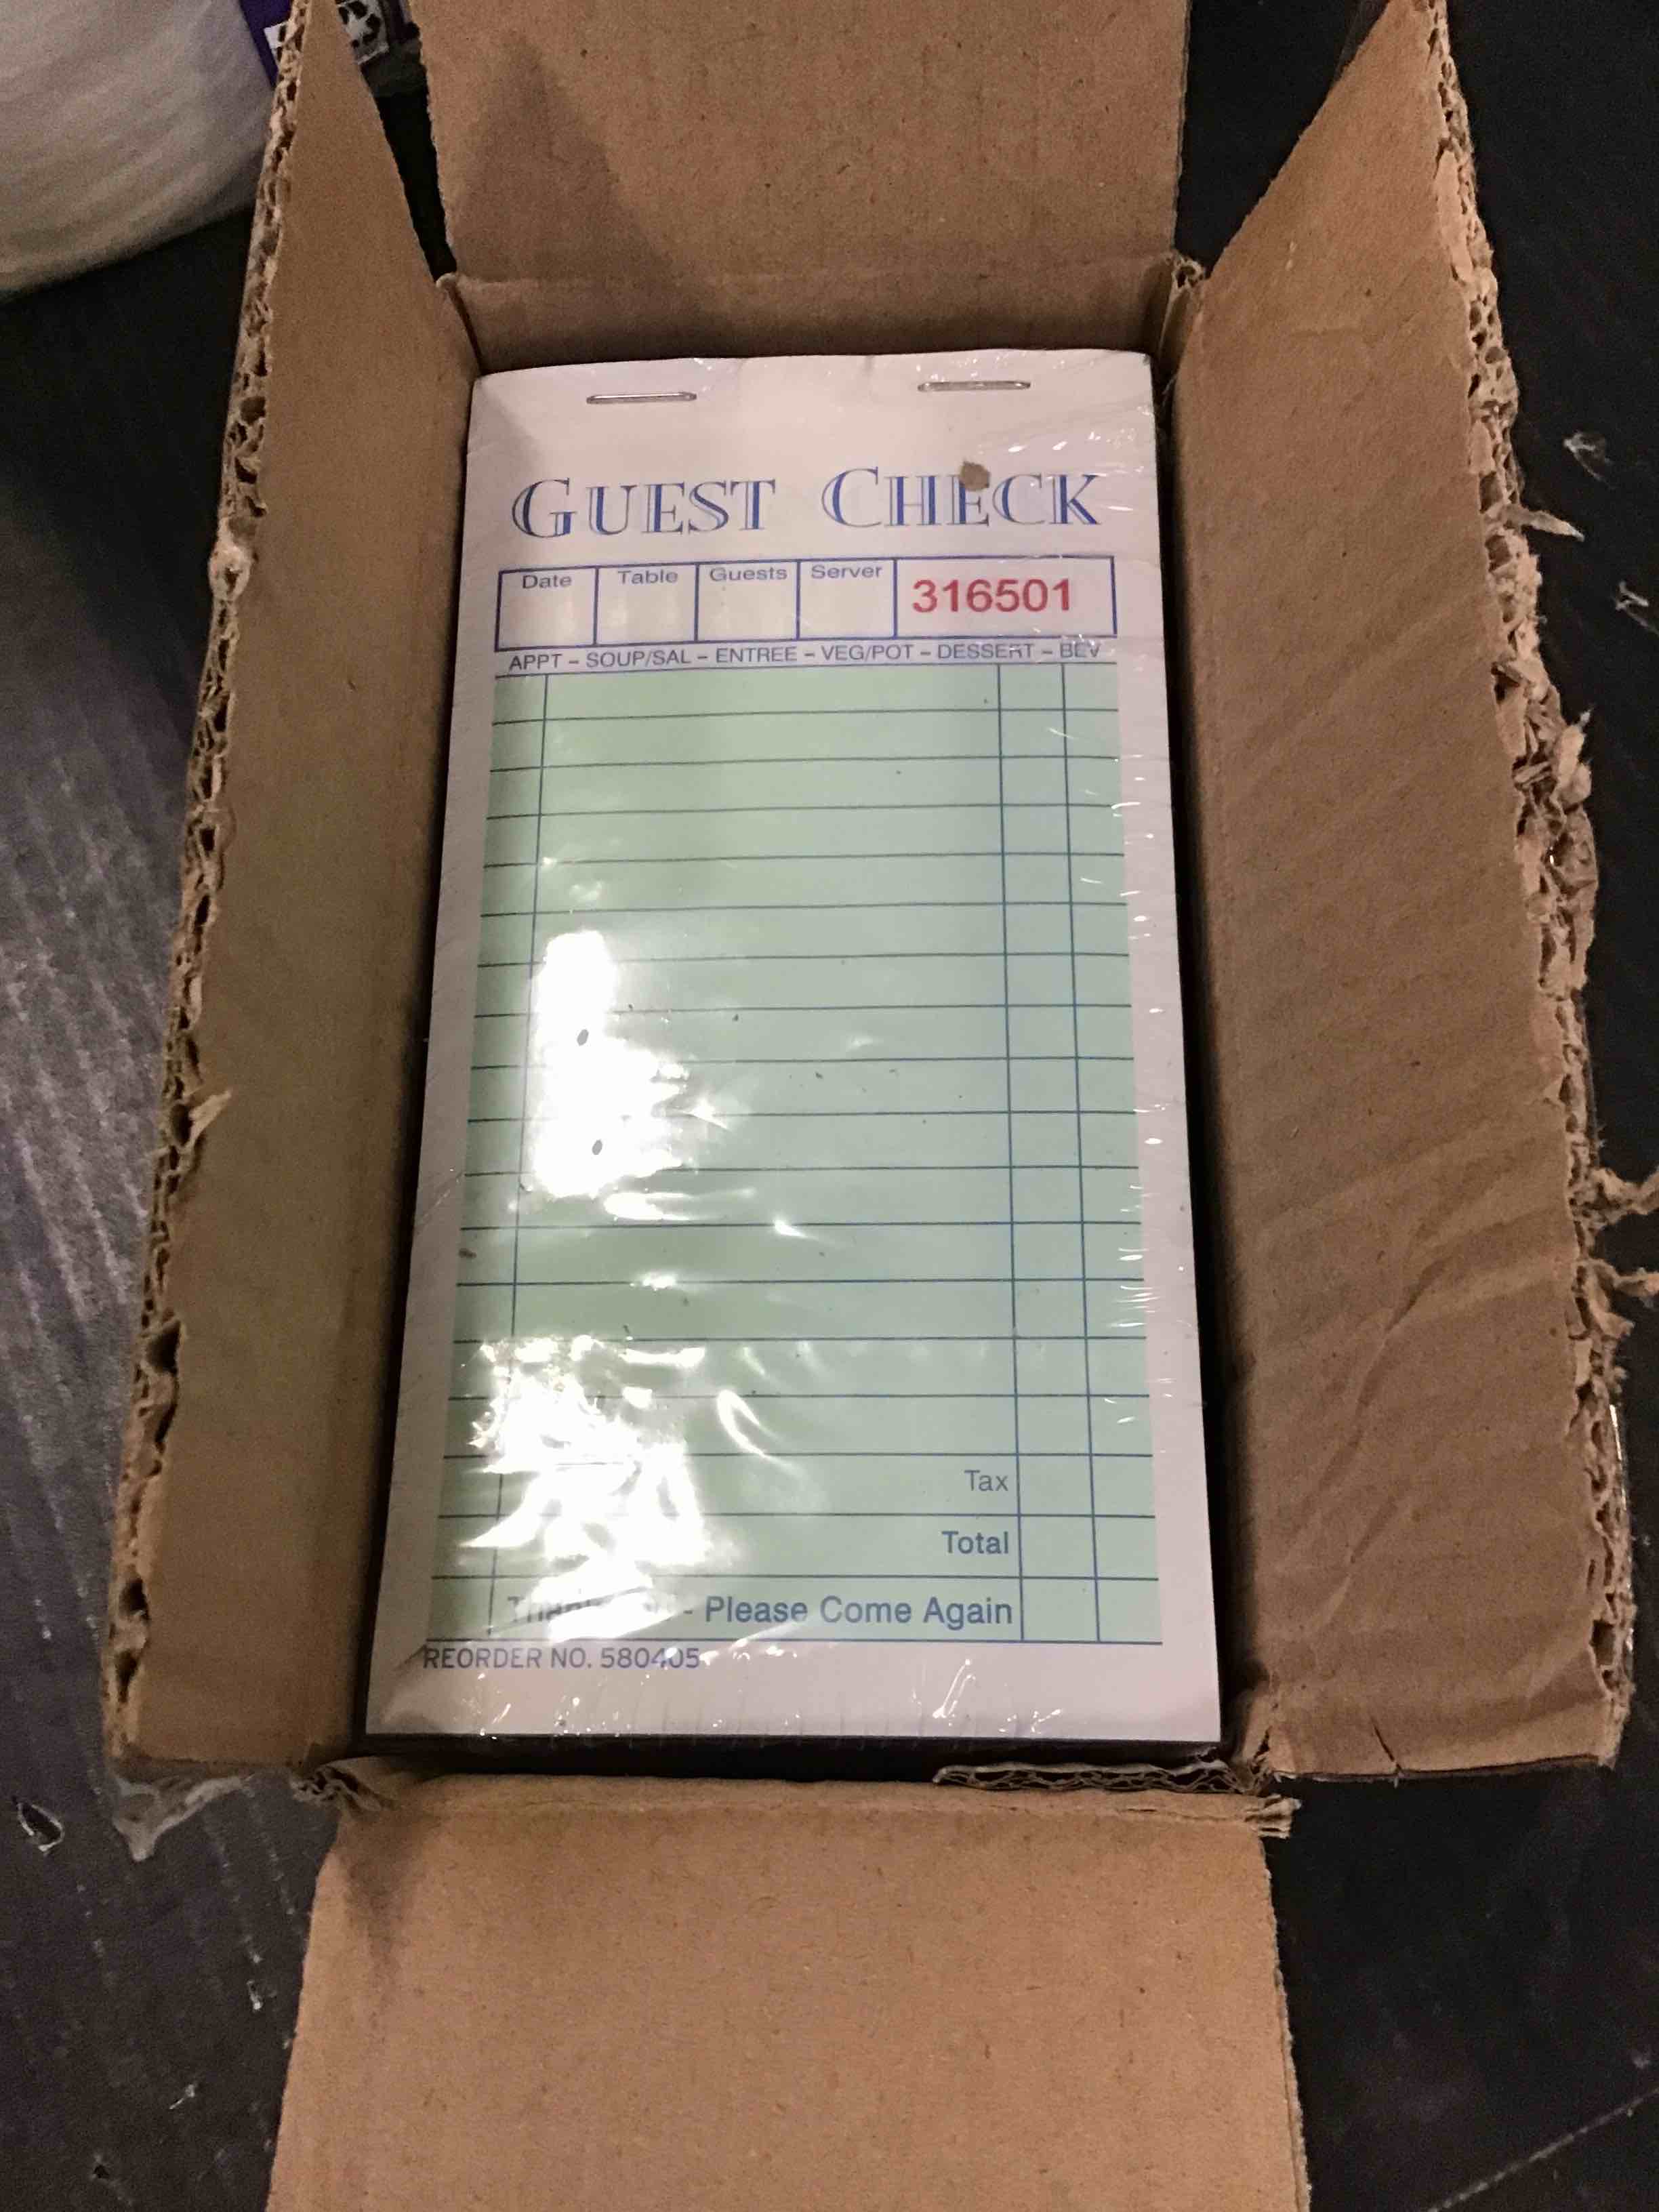 GUEST CHECK
Date Table Guests Server 316501
APPT – SOUP/SAL – ENTREE – VEG/POT – DESSERT – BEV
Tax
Total
- Please Come Again
REORDER NO. 580405